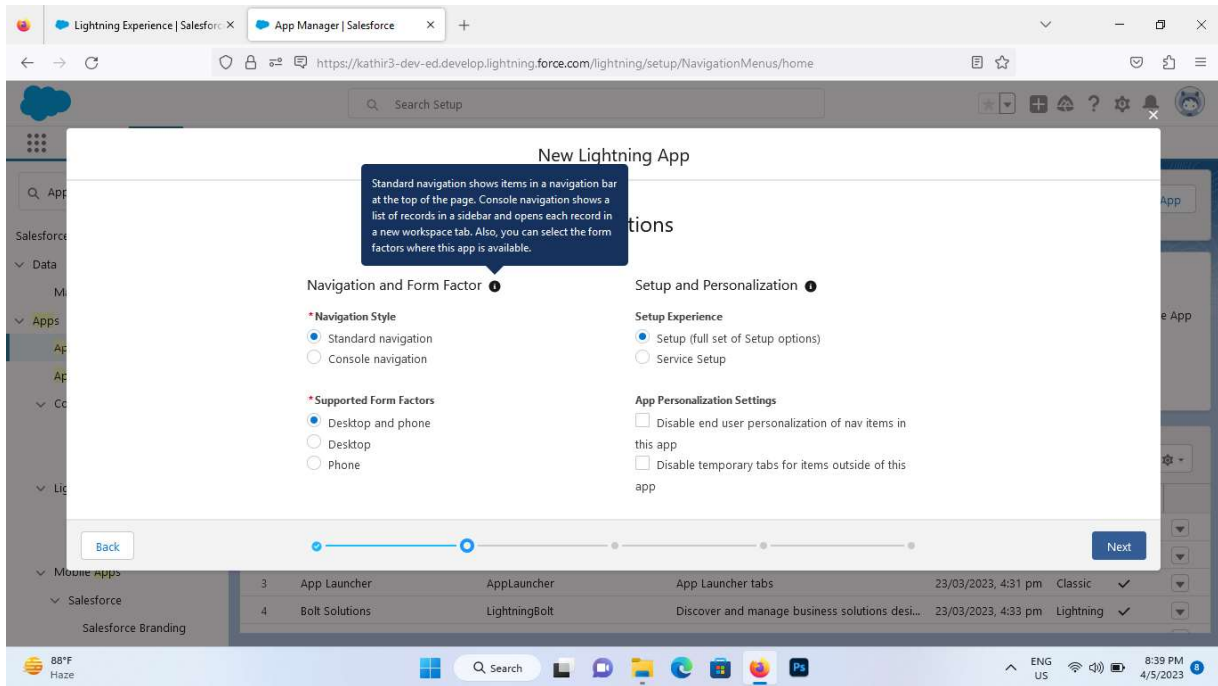 Lightning Experience | Salesforc
App Manager | Salesforce
https://kathir3-dev-ed.develop.lightning.force.com/lightning/setup/NavigationMenus/home
Search Setup
New Lightning App
Standard navigation shows items in a navigation bar
at the top of the page. Console navigation shows a
list of records in a sidebar and opens each record in
a new workspace tab. Also, you can select the form
factors where this app is available.
tions
Navigation and Form Factor
Setup and Personalization
*Navigation Style
Standard navigation
Console navigation
Setup Experience
Setup (full set of Setup options)
Service Setup
*Supported Form Factors
Desktop and phone
Desktop
Phone
App Personalization Settings
Disable end user personalization of nav items in
this app
Disable temporary tabs for items outside of this
app
Back
Next
App
Salesforce
Data
Apps
Ap
Ap
Co
Lig
Mobile Apps
Salesforce
Salesforce Branding
App
e App
3 App Launcher AppLauncher App Launcher tabs 23/03/2023, 4:31 pm Classic
4 Bolt Solutions LightningBolt Discover and manage business solutions desi... 23/03/2023, 4:33 pm Lightning
88°F
Haze
Search
Ps
ENG
US
8:39 PM
4/5/2023
8